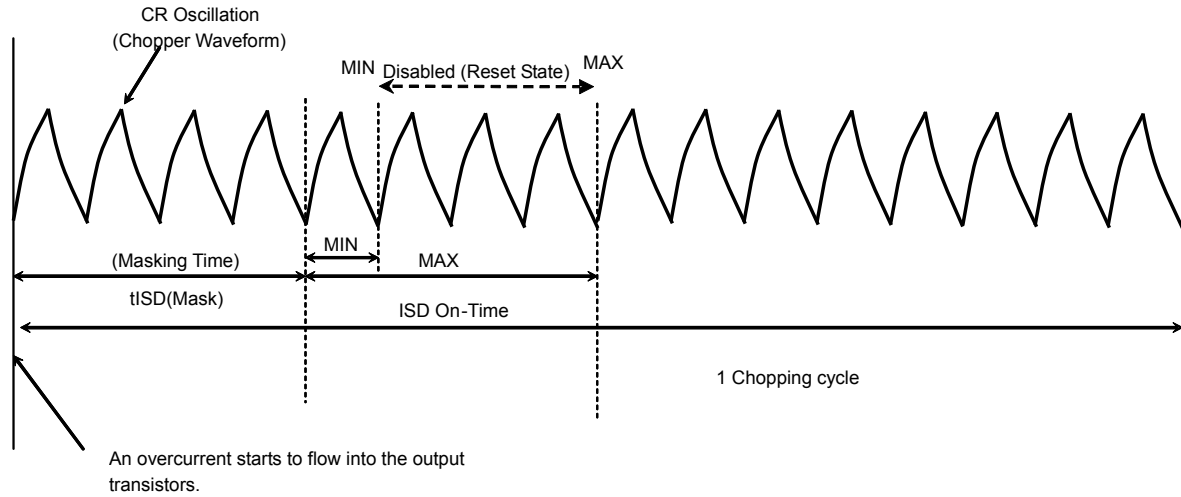 CR Oscillation
(Chopper Waveform)
MIN
Disabled (Reset State)
MAX
MIN
(Masking Time)
MAX
tISD(Mask)
ISD On-Time
1 Chopping cycle
An overcurrent starts to flow into the output
transistors.